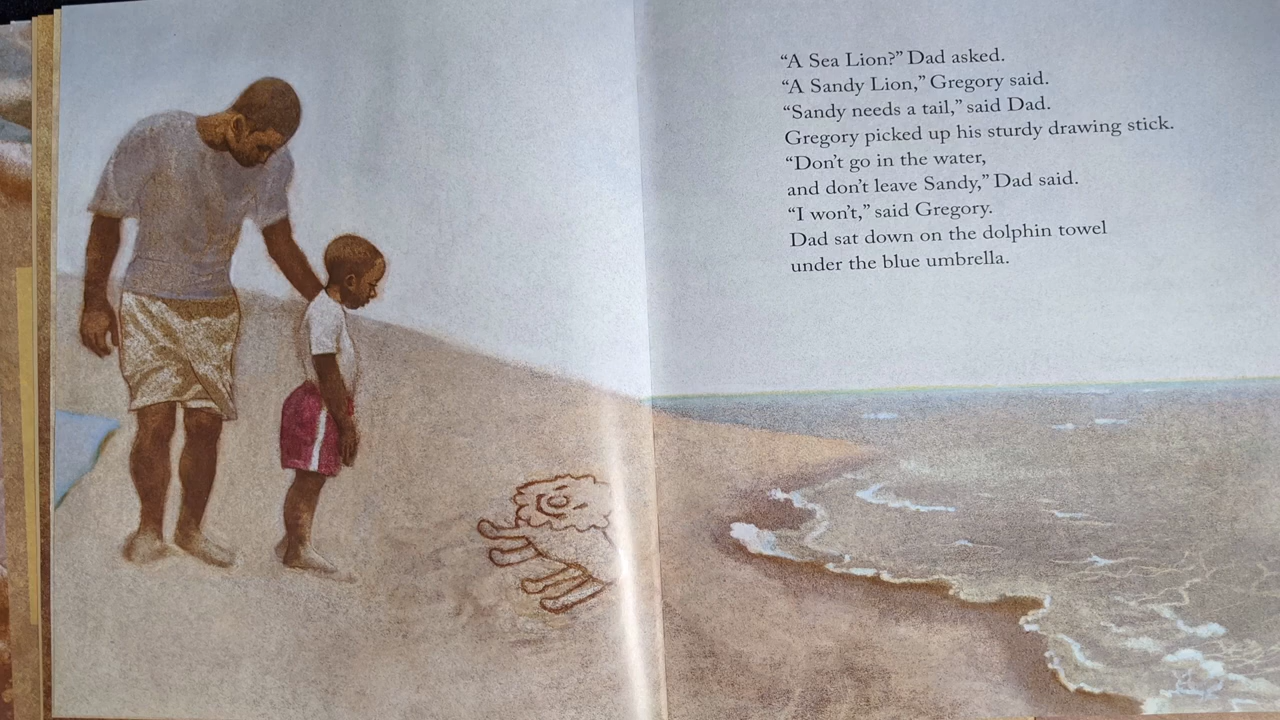 “A Sea Lion?” Dad asked.
“A Sandy Lion,” Gregory said.
“Sandy needs a tail,” said Dad.
Gregory picked up his sturdy drawing stick.
“Don’t go in the water,
and don’t leave Sandy,” Dad said.
“I won’t,” said Gregory.
Dad sat down on the dolphin towel
under the blue umbrella.